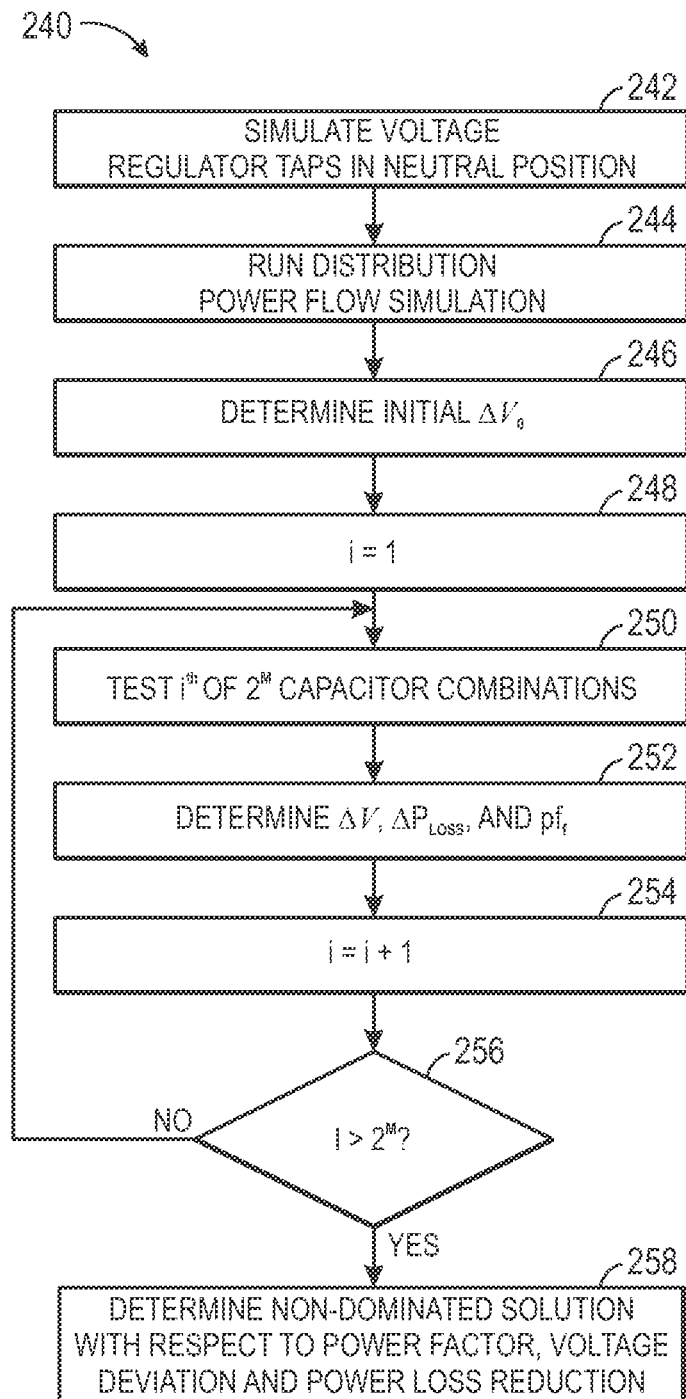 240
242
SIMULATE VOLTAGE
REGULATOR TAPS IN NEUTRAL POSITION
244
RUN DISTRIBUTION
POWER FLOW SIMULATION
246
DETERMINE INITIAL ΔV₀
248
i = 1
250
TEST iᵗʰ OF 2ᴹ CAPACITOR COMBINATIONS
252
DETERMINE ΔV, ΔP_LOSS, AND pf_f
254
i = i + 1
256
I > 2ᴹ?
NO
YES
258
DETERMINE NON-DOMINATED SOLUTION
WITH RESPECT TO POWER FACTOR, VOLTAGE
DEVIATION AND POWER LOSS REDUCTION